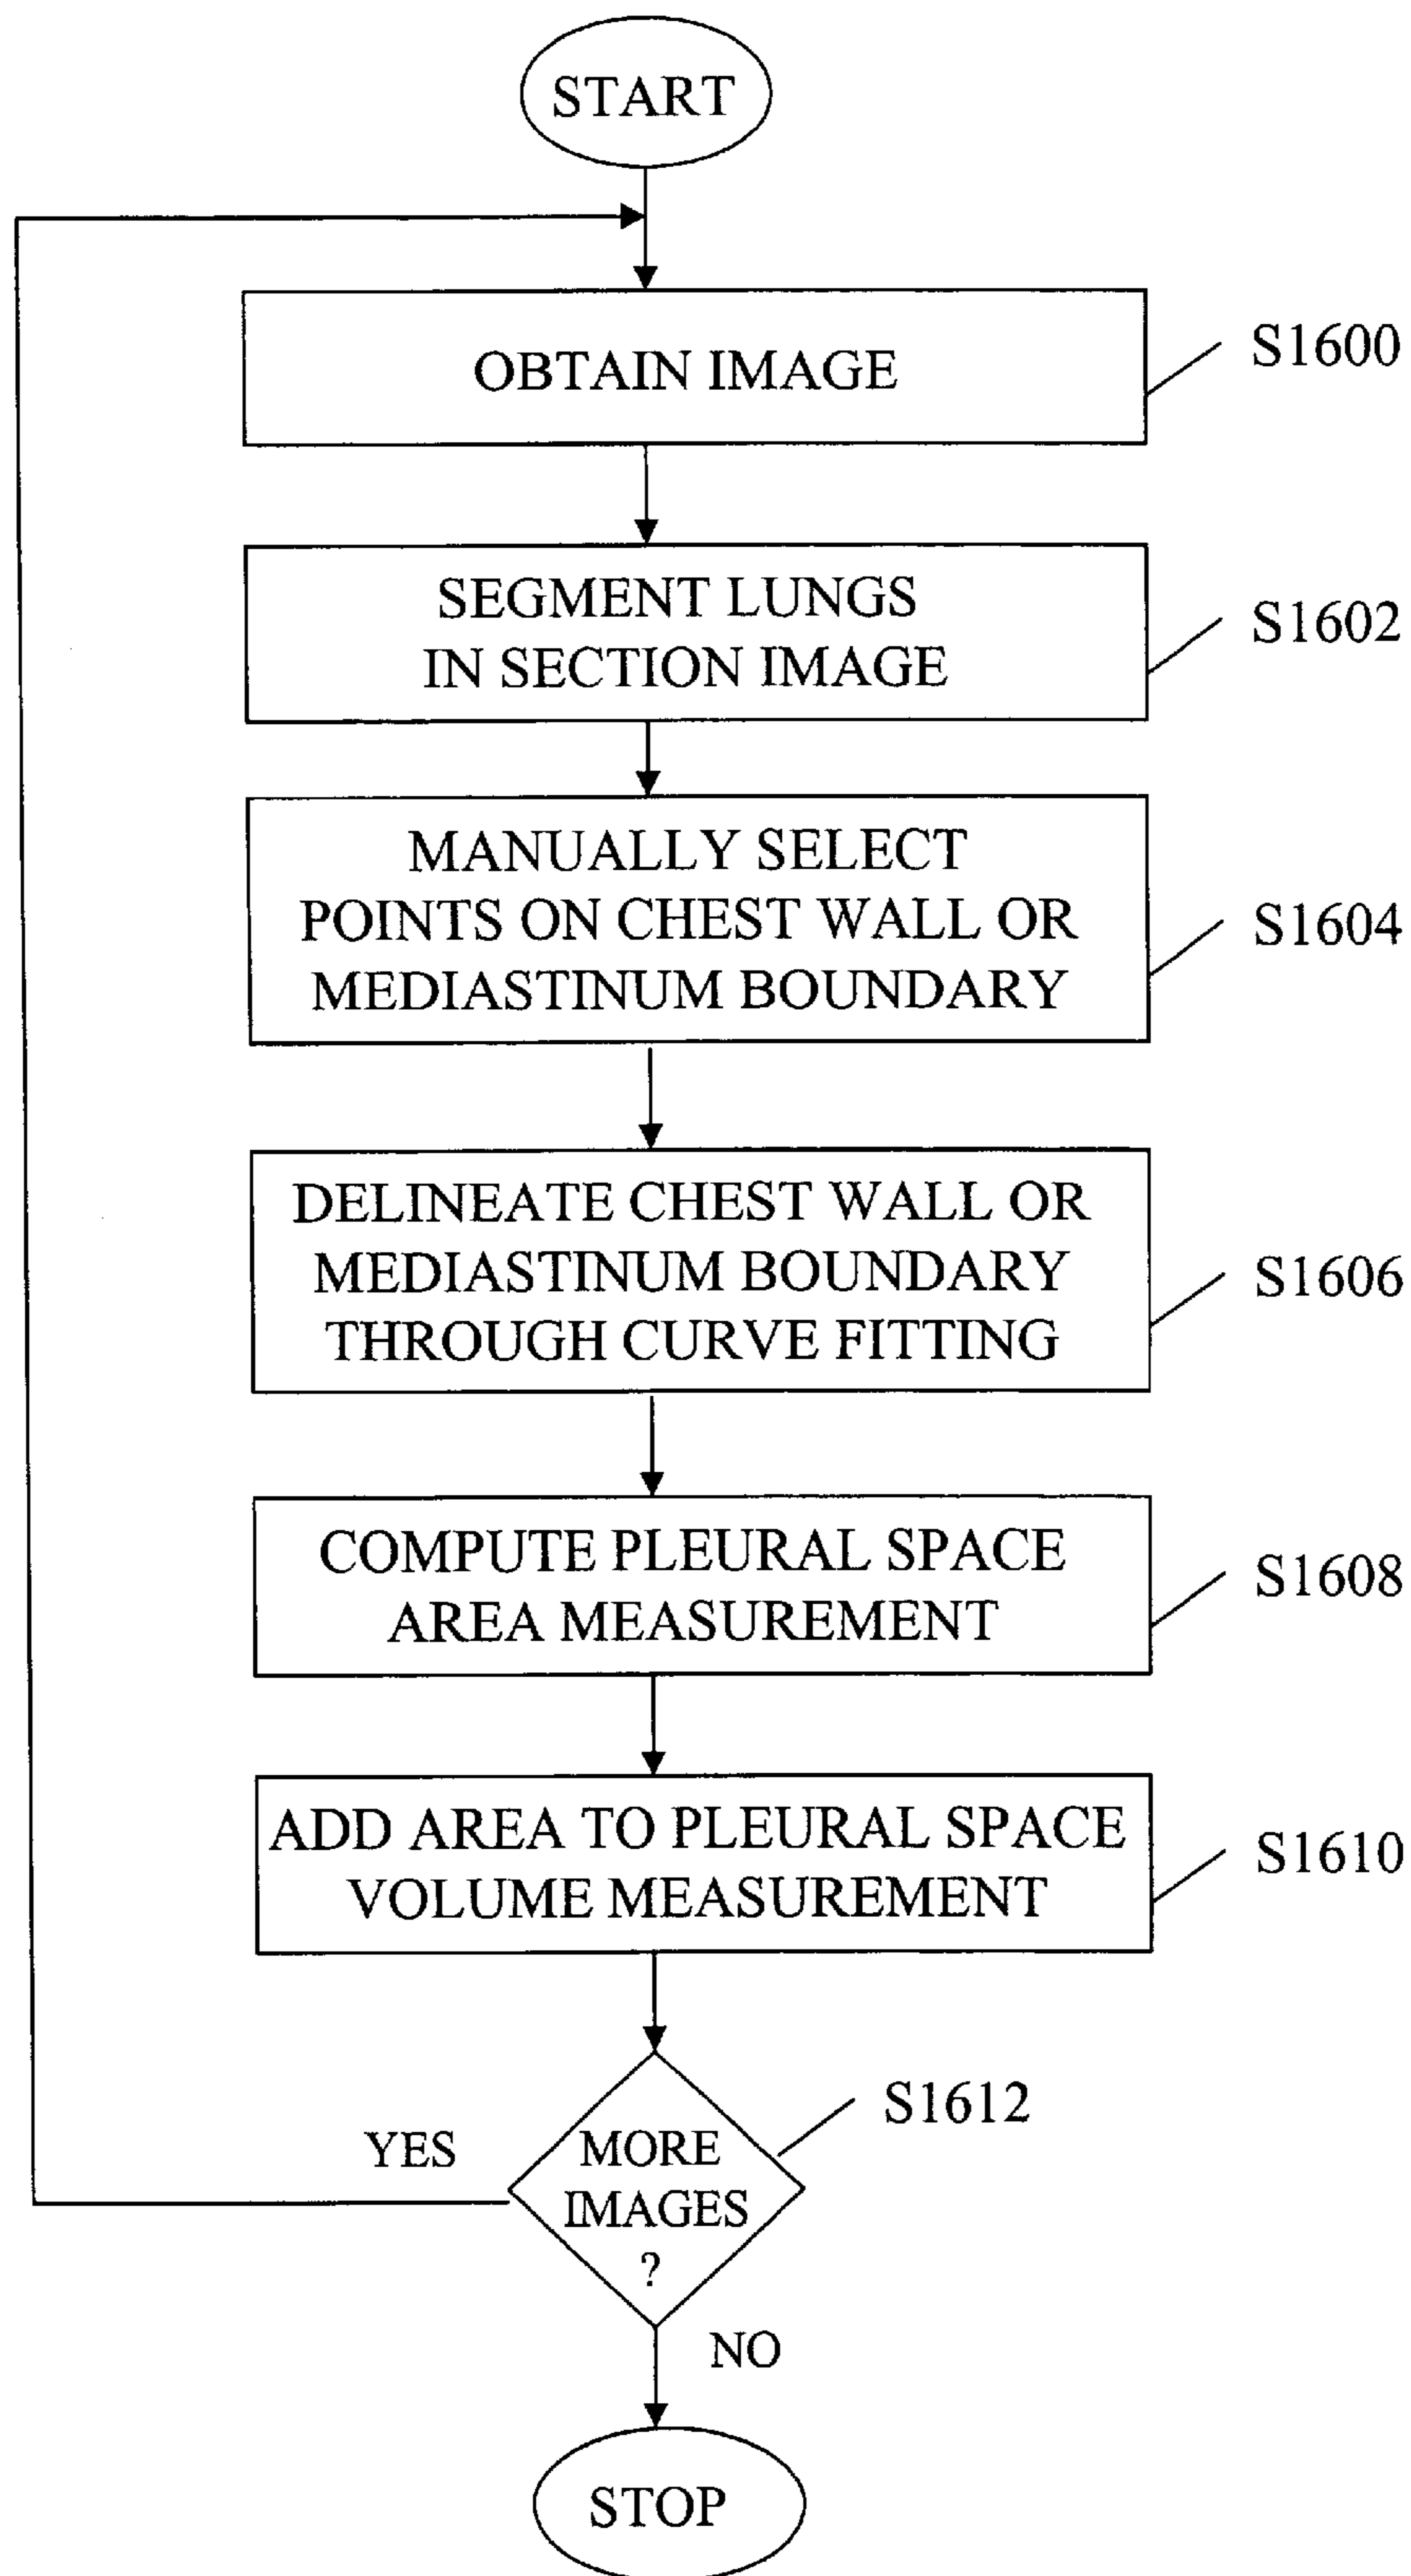 START
OBTAIN IMAGE
S1600
SEGMENT LUNGS
IN SECTION IMAGE
S1602
MANUALLY SELECT
POINTS ON CHEST WALL OR
MEDIASTINUM BOUNDARY
S1604
DELINEATE CHEST WALL OR
MEDIASTINUM BOUNDARY
THROUGH CURVE FITTING
S1606
COMPUTE PLEURAL SPACE
AREA MEASUREMENT
S1608
ADD AREA TO PLEURAL SPACE
VOLUME MEASUREMENT
S1610
S1612
YES
MORE
IMAGES
?
NO
STOP